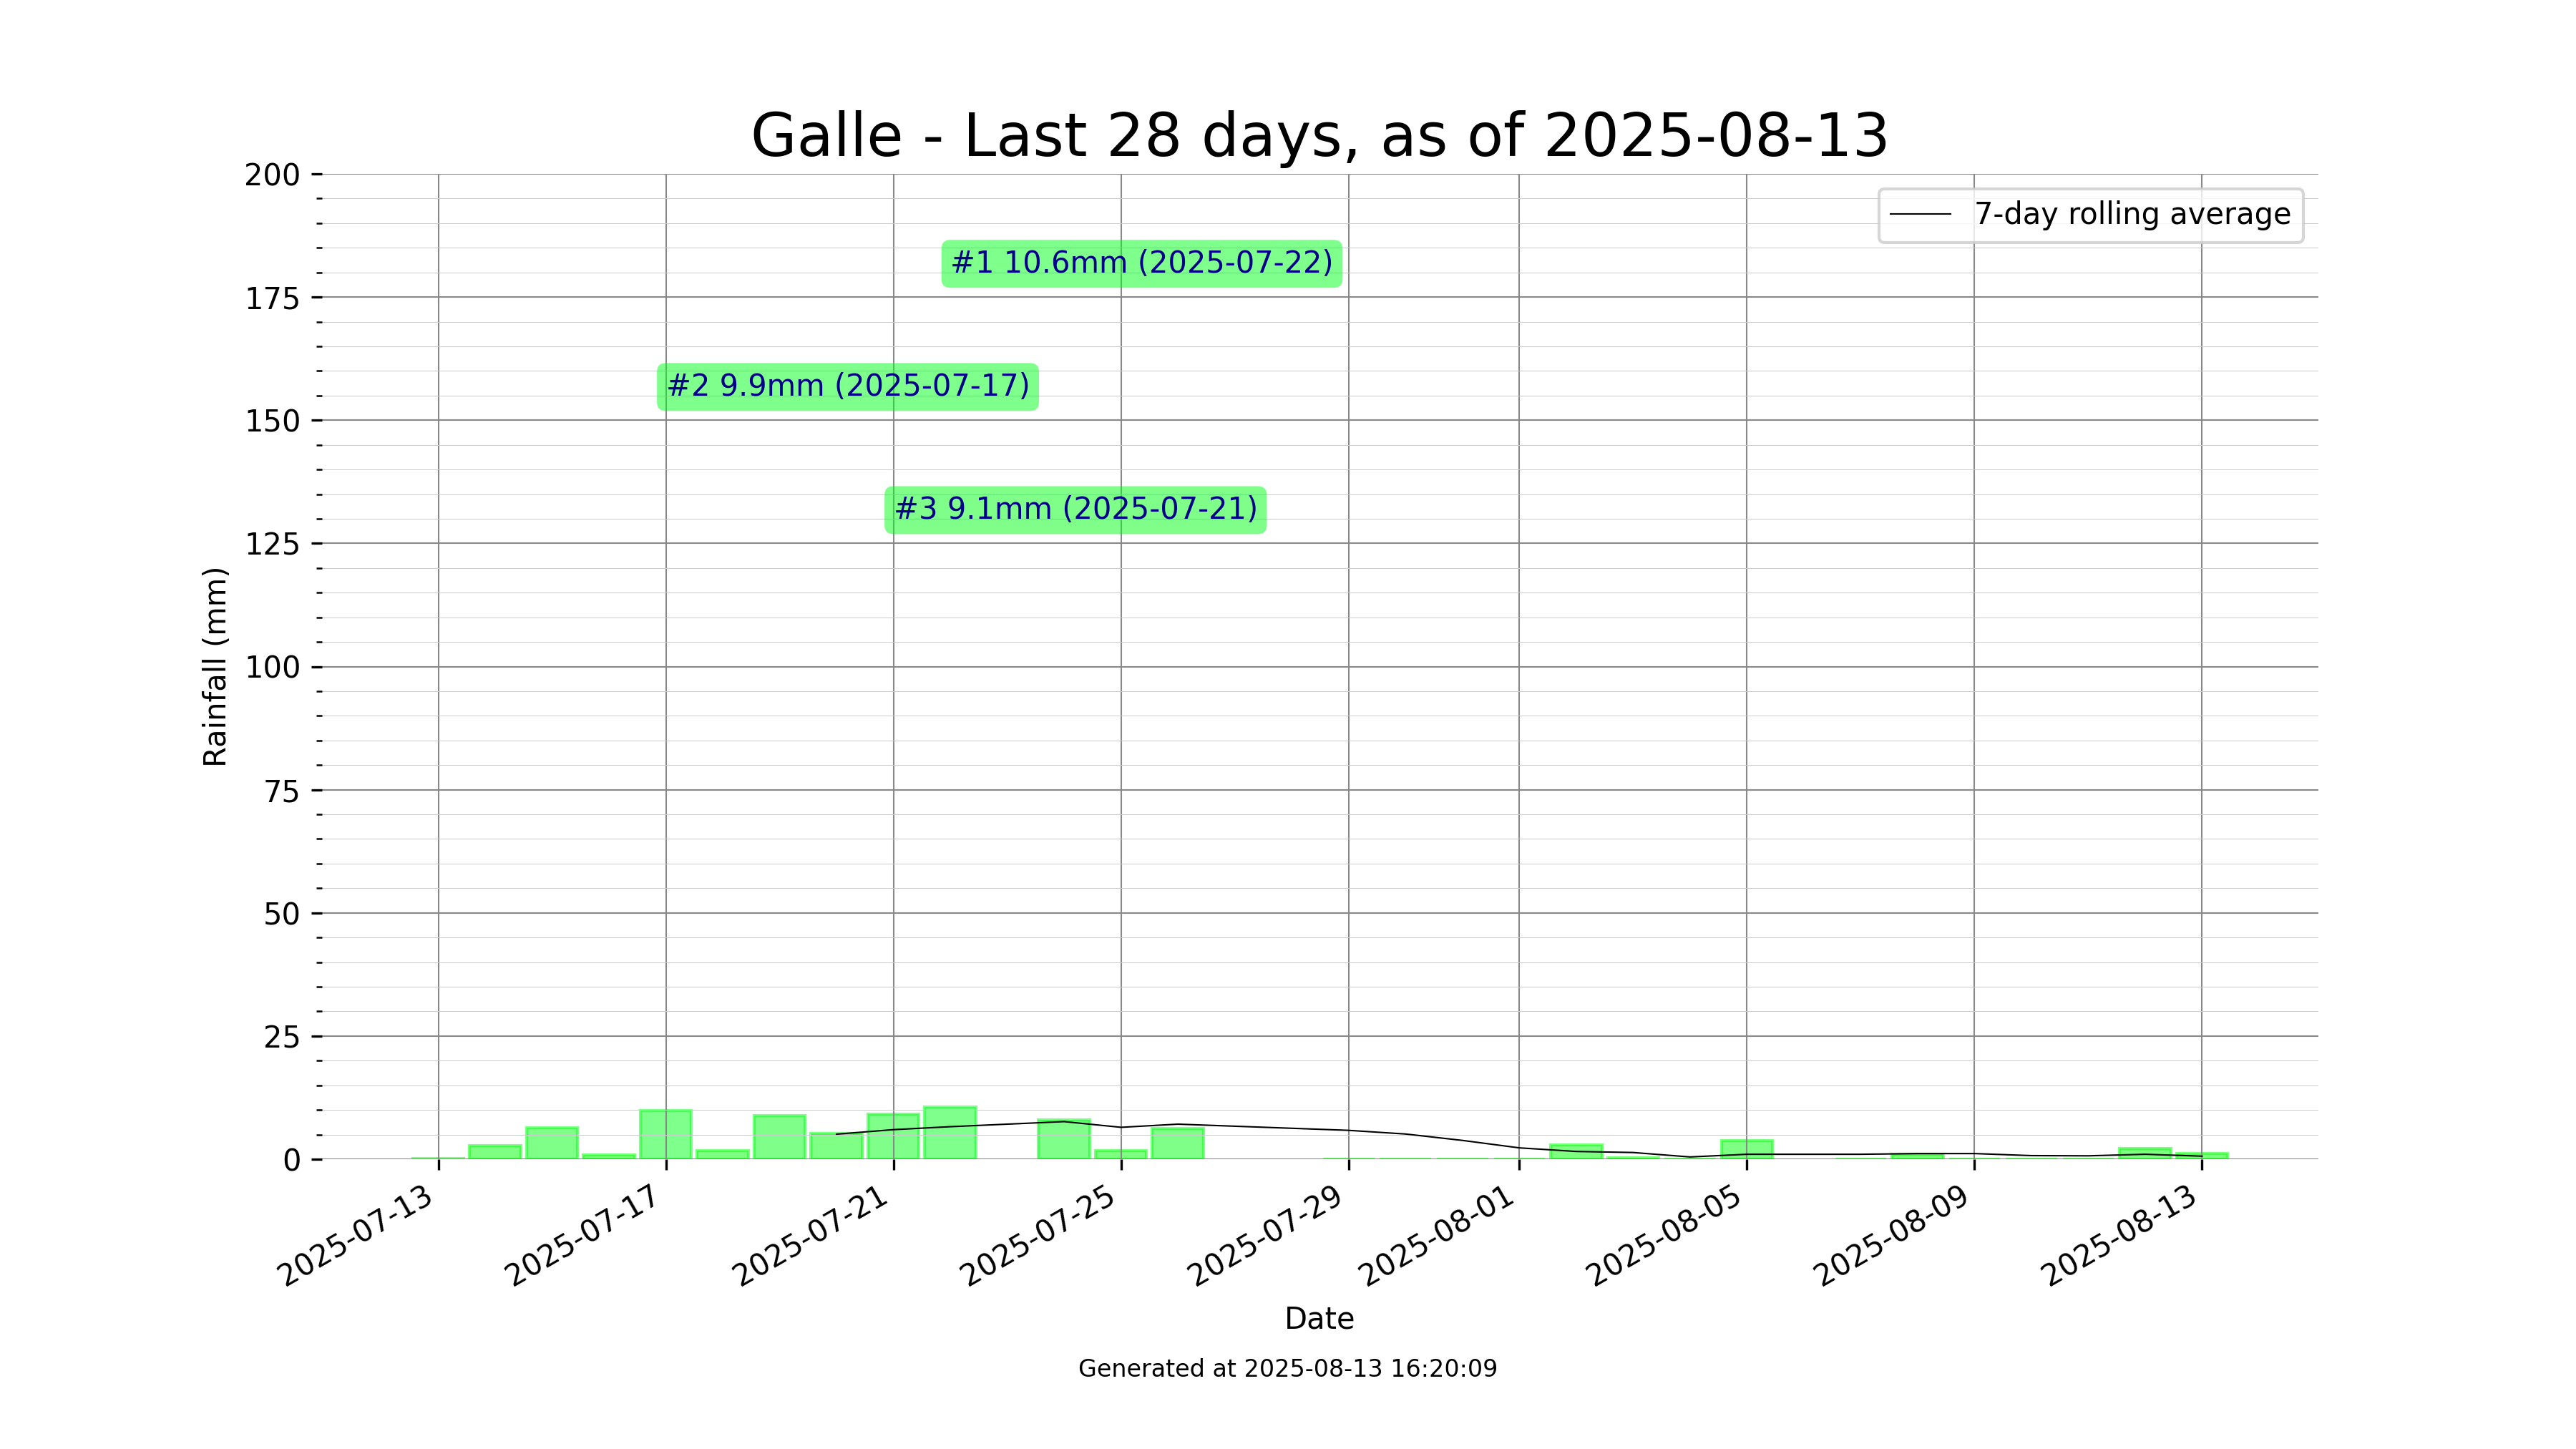 Galle - Last 28 days, as of 2025-08-13
200
175
150
125
100
75
50
25
0
Rainfall (mm)
7-day rolling average
#1 10.6mm (2025-07-22)
#2 9.9mm (2025-07-17)
#3 9.1mm (2025-07-21)
2025-07-13
2025-07-17
2025-07-21
2025-07-25
2025-07-29
2025-08-01
2025-08-05
2025-08-09
2025-08-13
Date
Generated at 2025-08-13 16:20:09